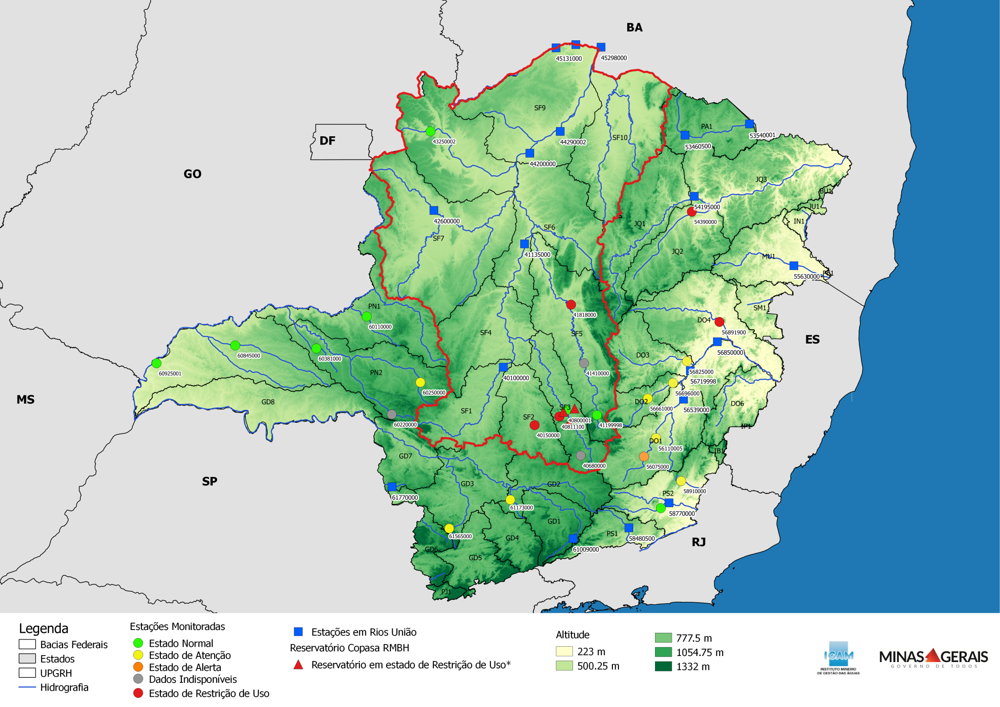 BA
45131000
45298000
SF9
SF10
PA1
53540001
43250002
DF
44290002
53460500
44200000
GO
JQ3
BU1
JU1
54195000
42600000
54390000
IN1
JQ1
SF6
SF7
41135000
JQ2
MU1
PE1
55630000
PN1
SM1
41818000
DO4
60110000
SF4
SF5
56891900
ES
60845000
60381000
DO3
56850000
60925001
PN2
41410000
56825000
40100000
56719998
60250000
56696000
MS
GD8
DO2
DO6
SF1
SF3
56661000
56539000
SF2
40800001
60220000
40811100
41199998
IP1
40150000
DO1
56110005
IB1
GD7
40680000
56075000
SP
GD3
GD2
58910000
61770000
PS2
61173000
58770000
GD1
PS1
61565000
GD4
58480500
RJ
GD6
61009000
GD5
PJ1
Legenda
Bacias Federais
Estados
UPGRH
Hidrografia
Estações Monitoradas
Estado Normal
Estado de Atenção
Estado de Alerta
Dados Indisponíveis
Estado de Restrição de Uso
Estações em Rios União
Reservatório Copasa RMBH
Reservatório em estado de Restrição de Uso*
Altitude
223 m
500.25 m
777.5 m
1054.75 m
1332 m
IGAM
INSTITUTO MINEIRO
DE GESTÃO DAS ÁGUAS
MINAS GERAIS
GOVERNO DE TODOS